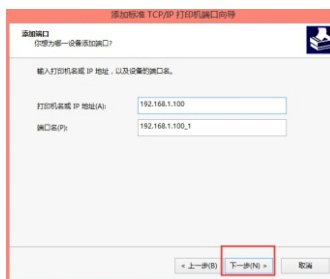 添加标准 TCP/IP 打印机端口向导
添加端口
你想为哪一设备添加端口?
输入打印机名或 IP 地址，以及设备的端口名。
打印机名或 IP 地址(A): 192.168.1.100
端口名(P): 192.168.1.100_1
< 上一步(B) 下一步(N) > 取消